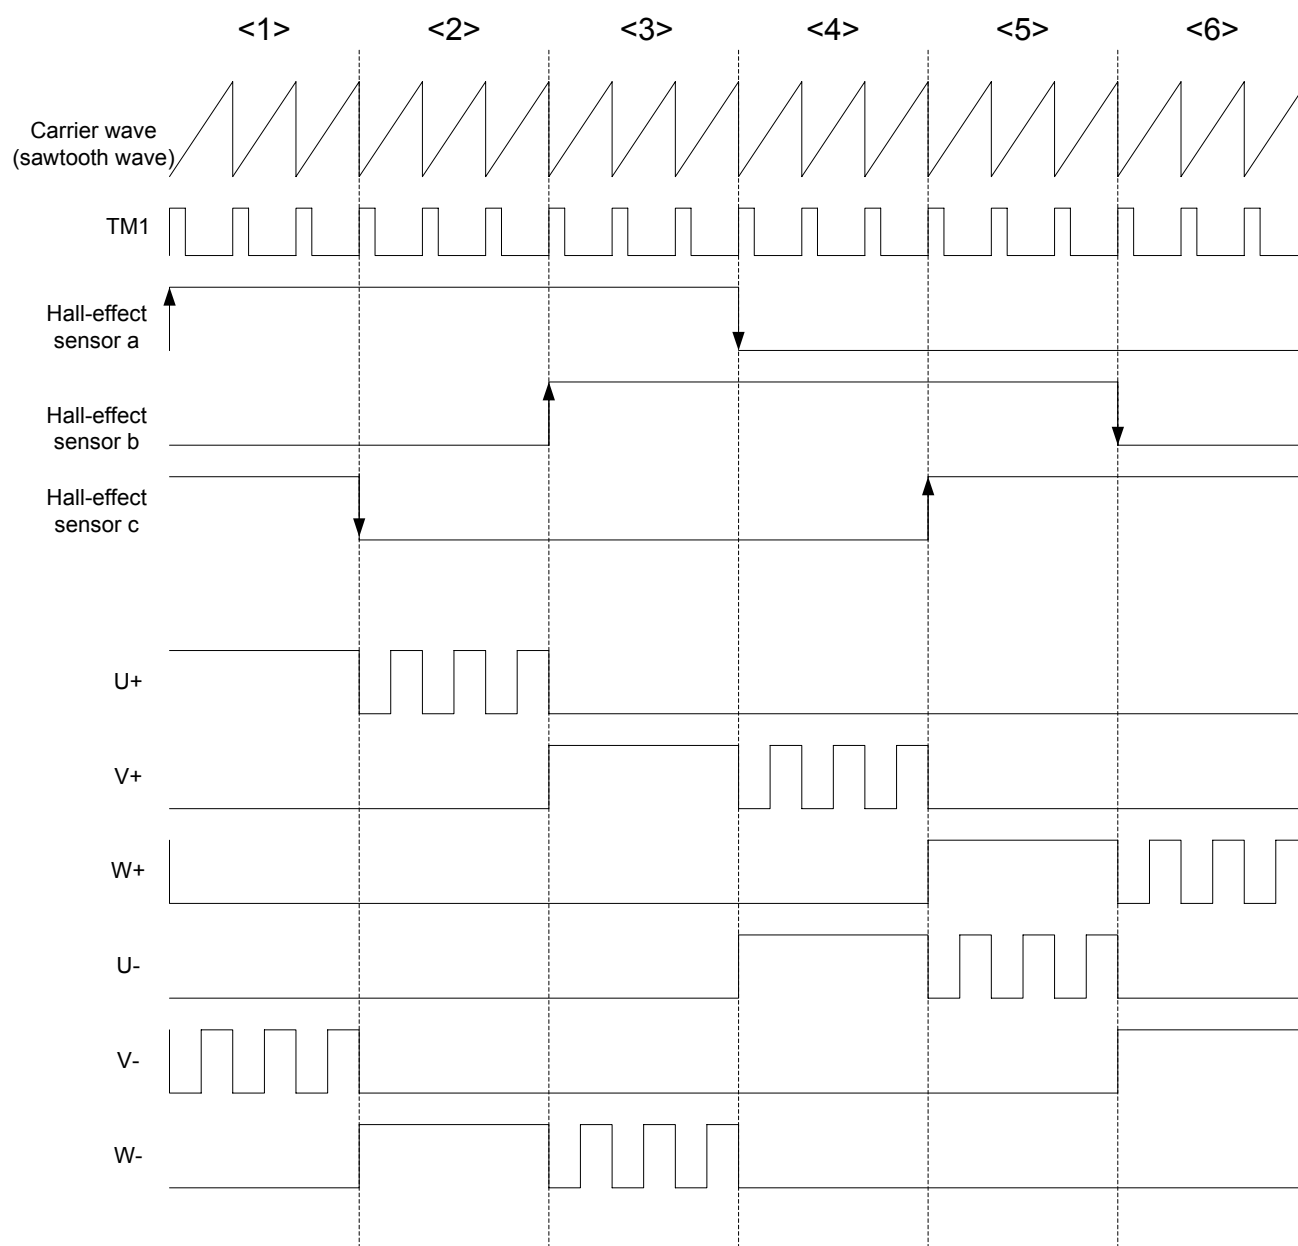 <1> <2> <3> <4> <5> <6>
Carrier wave
(sawtooth wave)
TM1
Hall-effect
sensor a
Hall-effect
sensor b
Hall-effect
sensor c
U+
V+
W+
U-
V-
W-